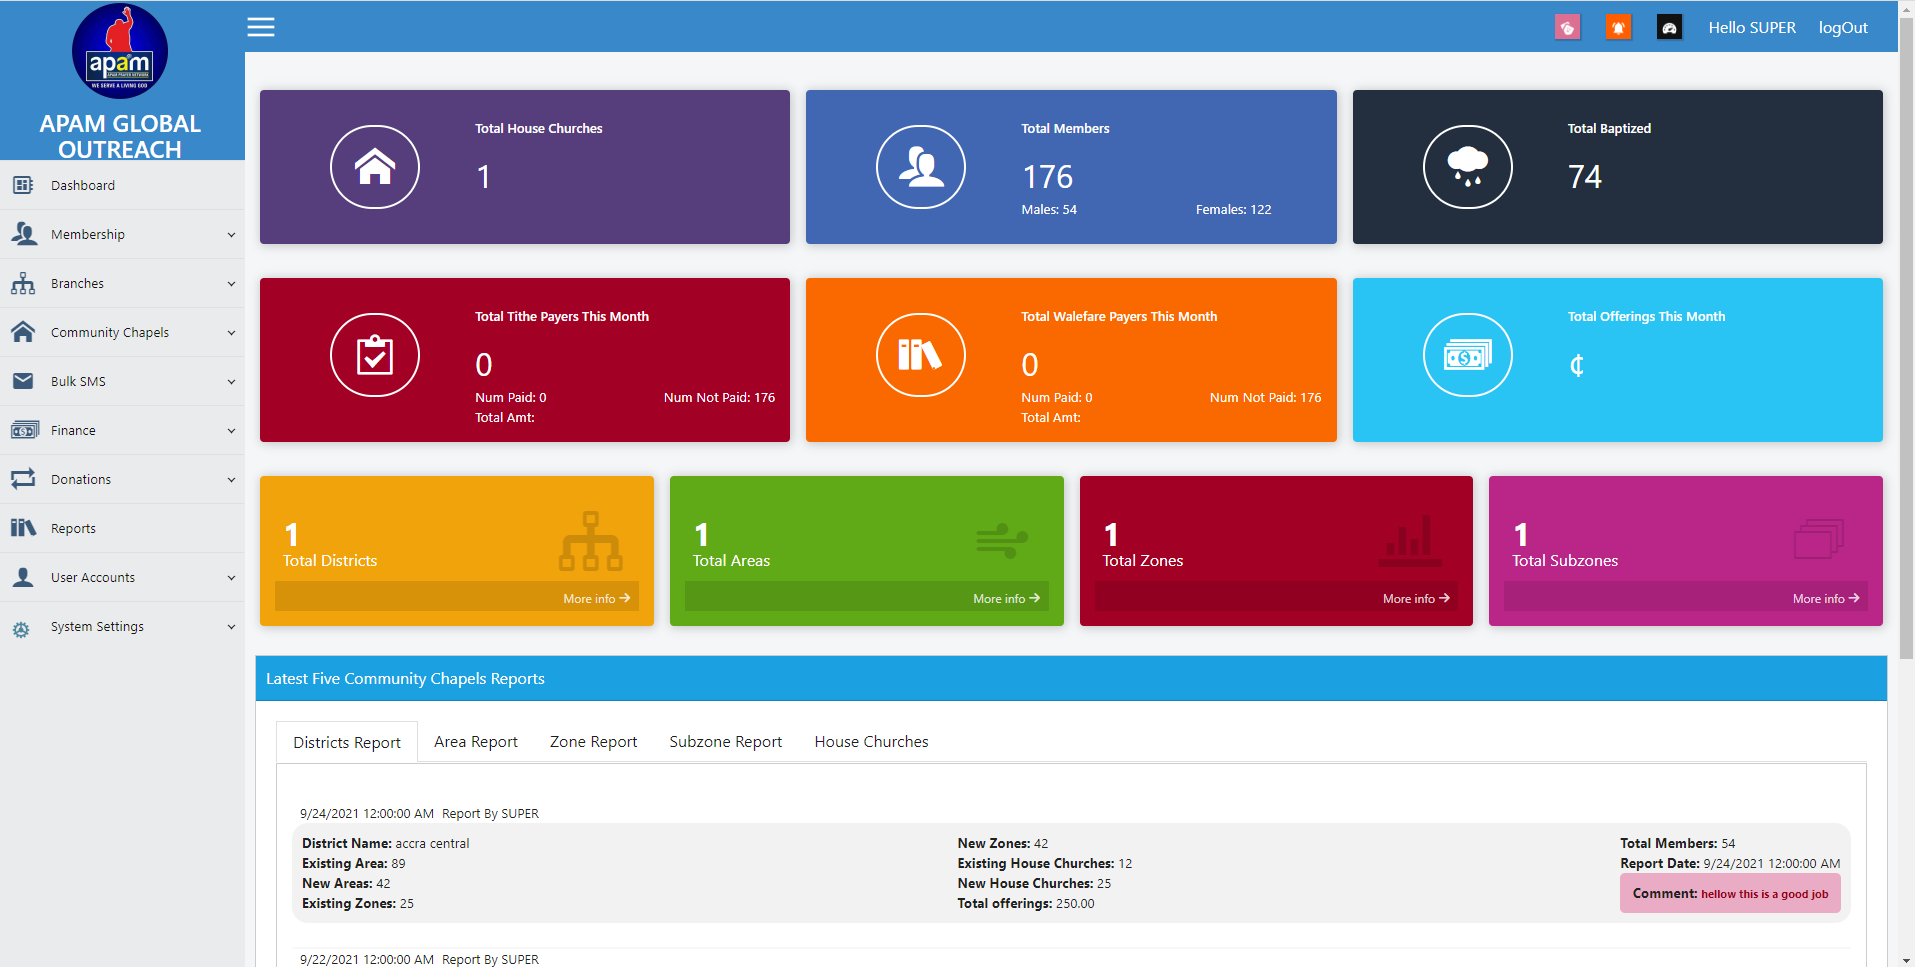 apam
APAM PRAYER NETWORK
WE SERVE A LIVING GOD
APAM GLOBAL
OUTREACH
Hello SUPER
logOut
Dashboard
Membership
Branches
Community Chapels
Bulk SMS
Finance
Donations
Reports
User Accounts
System Settings
Total House Churches
1
Total Members
176
Males: 54 Females: 122
Total Baptized
74
Total Tithe Payers This Month
0
Num Paid: 0 Num Not Paid: 176
Total Amt:
Total Walefare Payers This Month
0
Num Paid: 0 Num Not Paid: 176
Total Amt:
Total Offerings This Month
¢
1
Total Districts
More info
1
Total Areas
More info
1
Total Zones
More info
1
Total Subzones
More info
Latest Five Community Chapels Reports
Districts Report Area Report Zone Report Subzone Report House Churches
9/24/2021 12:00:00 AM Report By SUPER
District Name: accra central
Existing Area: 89
New Areas: 42
Existing Zones: 25
New Zones: 42
Existing House Churches: 12
New House Churches: 25
Total offerings: 250.00
Total Members: 54
Report Date: 9/24/2021 12:00:00 AM
Comment: hellow this is a good job
9/22/2021 12:00:00 AM Report By SUPER